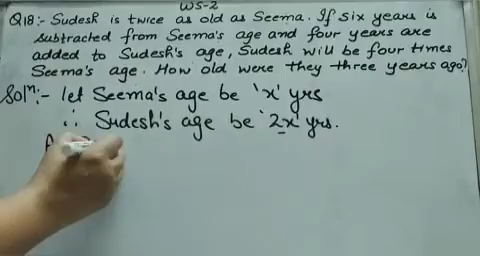 WS-2
Q18:- Sudesh is twice as old as Seema. If six years is
subtracted from Seema's age and four years are
added to Sudesh's age, Sudesh will be four times
Seema's age. How old were they three years ago?
Solⁿ:- let Seema's age be 'x' yrs
∴ Sudesh's age be '2x' yrs.